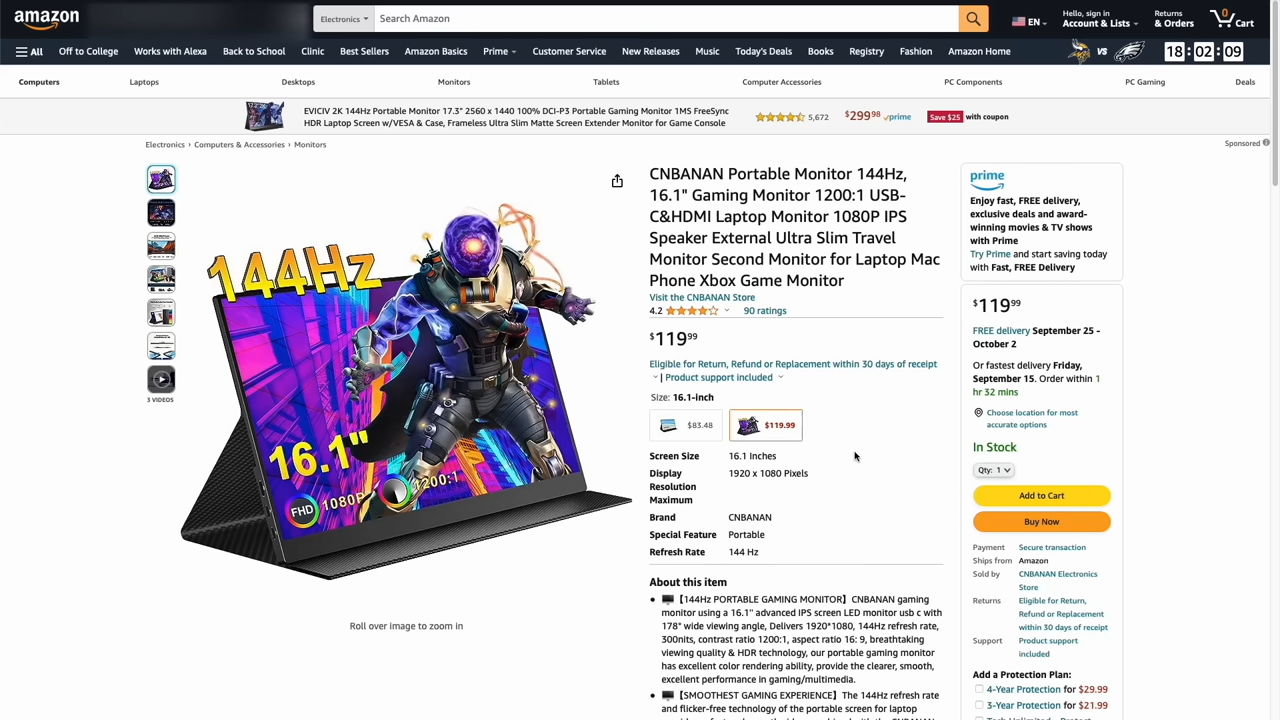 amazon
Electronics
Search Amazon
EN
Hello, sign in
Account & Lists
Returns
& Orders
0
Cart
All
Off to College
Works with Alexa
Back to School
Clinic
Best Sellers
Amazon Basics
Prime
Customer Service
New Releases
Music
Today's Deals
Books
Registry
Fashion
Amazon Home
VS
18:02:09
Computers
Laptops
Desktops
Monitors
Tablets
Computer Accessories
PC Components
PC Gaming
Deals
EVICIV 2K 144Hz Portable Monitor 17.3" 2560 x 1440 100% DCI-P3 Portable Gaming Monitor 1MS FreeSync
HDR Laptop Screen w/VESA & Case, Frameless Ultra Slim Matte Screen Extender Monitor for Game Console
5,672
$299.98
prime
Save $25 with coupon
Sponsored
Electronics › Computers & Accessories › Monitors
3 VIDEOS
144Hz
16.1"
FHD 1080P
1200:1
Roll over image to zoom in
CNBANAN Portable Monitor 144Hz,
16.1" Gaming Monitor 1200:1 USB-
C&HDMI Laptop Monitor 1080P IPS
Speaker External Ultra Slim Travel
Monitor Second Monitor for Laptop Mac
Phone Xbox Game Monitor
Visit the CNBANAN Store
4.2
90 ratings
$119 99
Eligible for Return, Refund or Replacement within 30 days of receipt
| Product support included
Size: 16.1-inch
$83.48
$119.99
Screen Size 16.1 Inches
Display 1920 x 1080 Pixels
Resolution
Maximum
Brand CNBANAN
Special Feature Portable
Refresh Rate 144 Hz
About this item
【144Hz PORTABLE GAMING MONITOR】CNBANAN gaming
monitor using a 16.1" advanced IPS screen LED monitor usb c with
178° wide viewing angle, Delivers 1920*1080, 144Hz refresh rate,
300nits, contrast ratio 1200:1, aspect ratio 16: 9, breathtaking
viewing quality & HDR technology, our portable gaming monitor
has excellent color rendering ability, provide the clearer, smooth,
excellent performance in gaming/multimedia.
【SMOOTHEST GAMING EXPERIENCE】The 144Hz refresh rate
and flicker-free technology of the portable screen for laptop
prime
Enjoy fast, FREE delivery,
exclusive deals and award-
winning movies & TV shows
with Prime
Try Prime and start saving today
with Fast, FREE Delivery
$119 99
FREE delivery September 25 -
October 2
Or fastest delivery Friday,
September 15. Order within 1
hr 32 mins
Choose location for most
accurate options
In Stock
Qty: 1
Add to Cart
Buy Now
Payment Secure transaction
Ships from Amazon
Sold by CNBANAN Electronics
Store
Returns Eligible for Return,
Refund or Replacement
within 30 days of receipt
Support Product support
included
Add a Protection Plan:
4-Year Protection for $29.99
3-Year Protection for $21.99